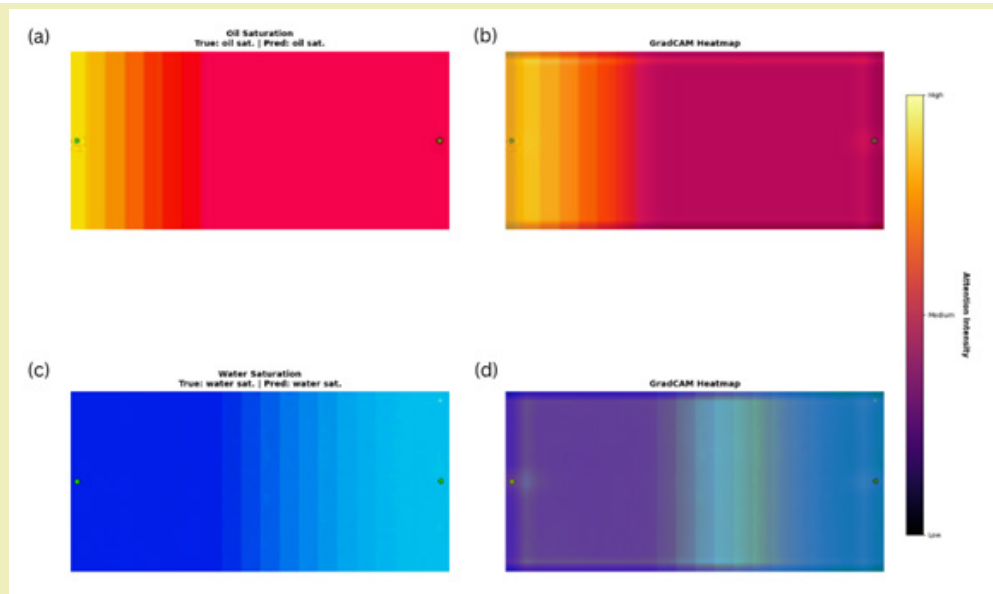 (a)
Oil Saturation
True: oil sat. | Pred: oil sat.
(b)
GradCAM Heatmap
High
Medium
Low
Attention Intensity
(c)
Water Saturation
True: water sat. | Pred: water sat.
(d)
GradCAM Heatmap